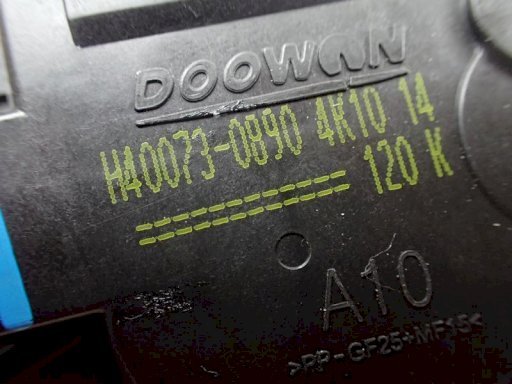 DOOWON
H40073-0890 4K10 14
120 K
A10
>PP-GF25+MF15<